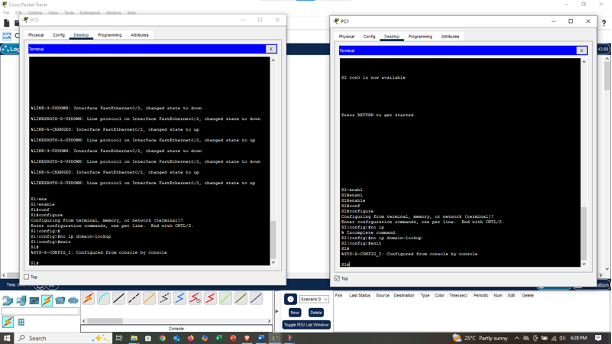 Cisco Packet Tracer
File Edit Options View Tools Extensions Window Help
PC0
Physical Config Desktop Programming Attributes
Terminal
X
%LINK-3-UPDOWN: Interface FastEthernet0/2, changed state to down
%LINEPROTO-5-UPDOWN: Line protocol on Interface FastEthernet0/2, changed state to down
%LINK-5-CHANGED: Interface FastEthernet0/2, changed state to up
%LINEPROTO-5-UPDOWN: Line protocol on Interface FastEthernet0/2, changed state to up
%LINK-3-UPDOWN: Interface FastEthernet0/2, changed state to down
%LINEPROTO-5-UPDOWN: Line protocol on Interface FastEthernet0/2, changed state to down
%LINK-5-CHANGED: Interface FastEthernet0/2, changed state to up
%LINEPROTO-5-UPDOWN: Line protocol on Interface FastEthernet0/2, changed state to up
S1>ena
S1>enable
S1#conf
S1#configure
Configuring from terminal, memory, or network [terminal]?
Enter configuration commands, one per line. End with CNTL/Z.
S1(config)#
S1(config)#no ip domain-lookup
S1(config)#exit
S1#
%SYS-5-CONFIG_I: Configured from console by console
S1#
Top
PC1
Physical Config Desktop Programming Attributes
Terminal
X
S2 con0 is now available
Press RETURN to get started.
S2>enabl
S2#enabl
S2#enable
S2#conf
S2#configure
Configuring from terminal, memory, or network [terminal]?
Enter configuration commands, one per line. End with CNTL/Z.
S2(config)#no ip
% Incomplete command.
S2(config)#no ip domain-lookup
S2(config)#exit
S2#
%SYS-5-CONFIG_I: Configured from console by console
S2#
Top
Scenario 0
New Delete
Toggle PDU List Window
Fire Last Status Source Destination Type Color Time(sec) Periodic Num Edit Delete
Console
Search
25°C Partly sunny
6:28 PM